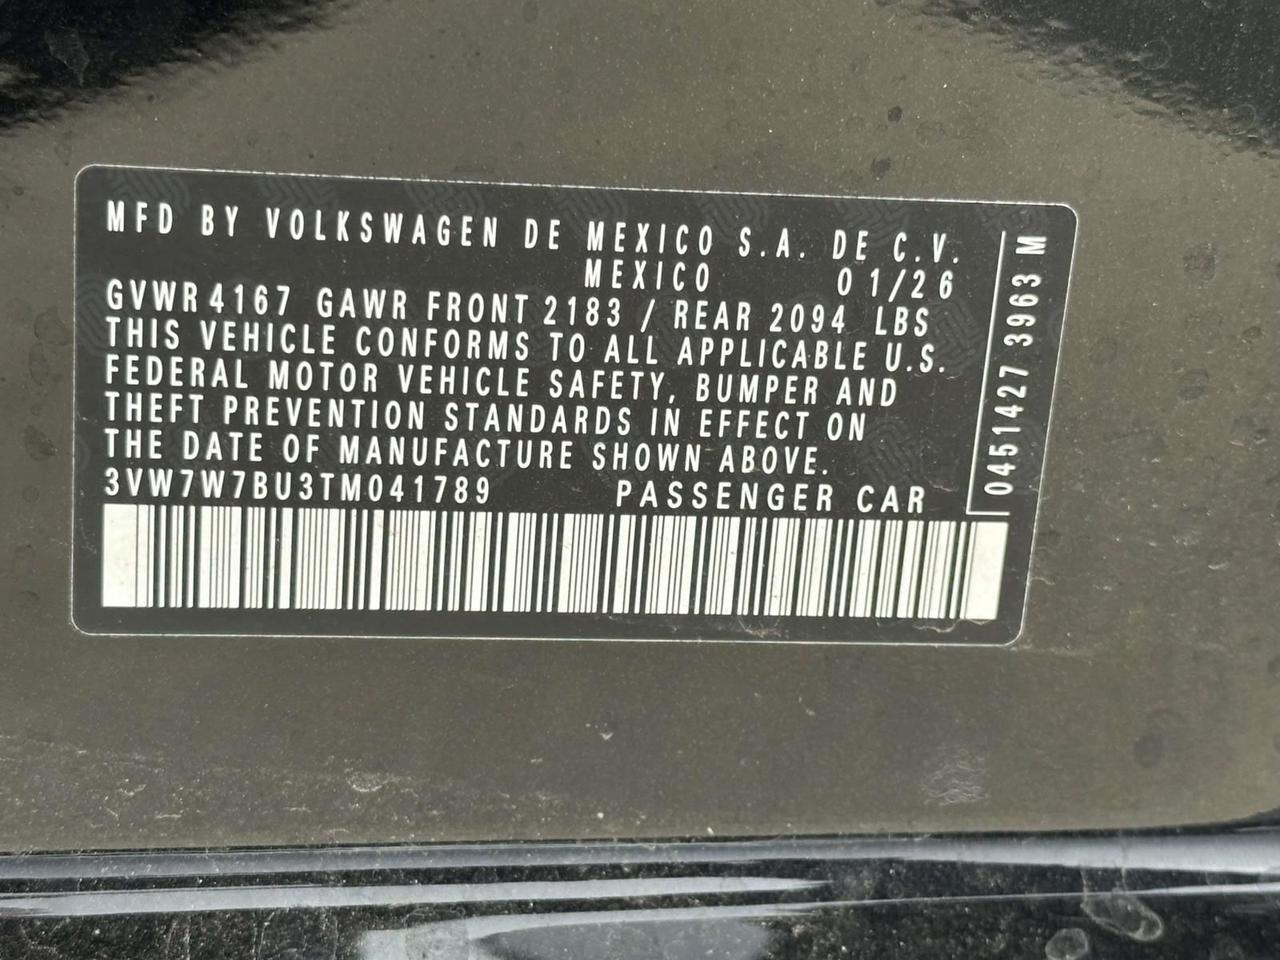 MFD BY VOLKSWAGEN DE MEXICO S.A. DE C.V.
MEXICO 01/26
GVWR 4167 GAWR FRONT 2183 / REAR 2094 LBS
THIS VEHICLE CONFORMS TO ALL APPLICABLE U.S.
FEDERAL MOTOR VEHICLE SAFETY, BUMPER AND
THEFT PREVENTION STANDARDS IN EFFECT ON
THE DATE OF MANUFACTURE SHOWN ABOVE.
3VW7W7BU3TM041789 PASSENGER CAR
0451427 3963 M